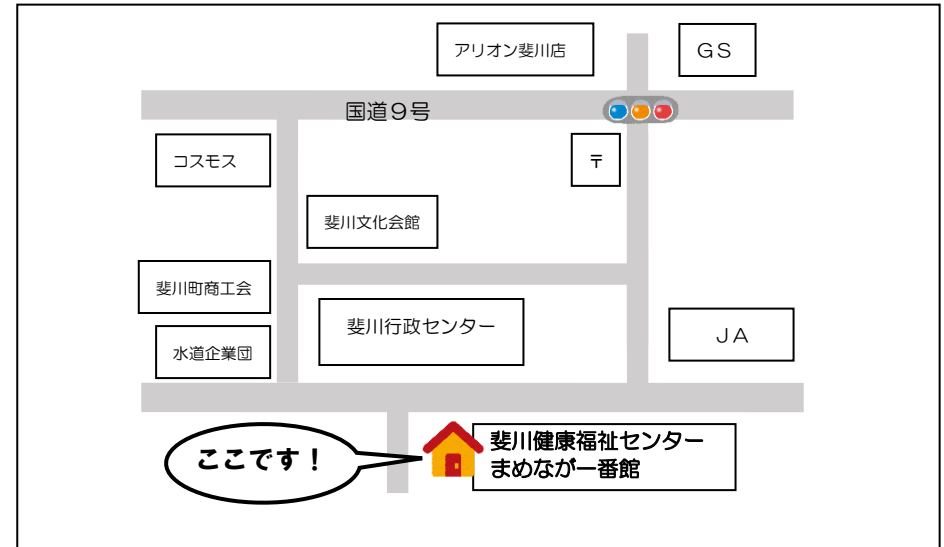 アリオン斐川店
GS
国道9号
コスモス
〒
斐川文化会館
斐川町商工会
斐川行政センター
JA
水道企業団
ここです！
斐川健康福祉センター
まめなが一番館